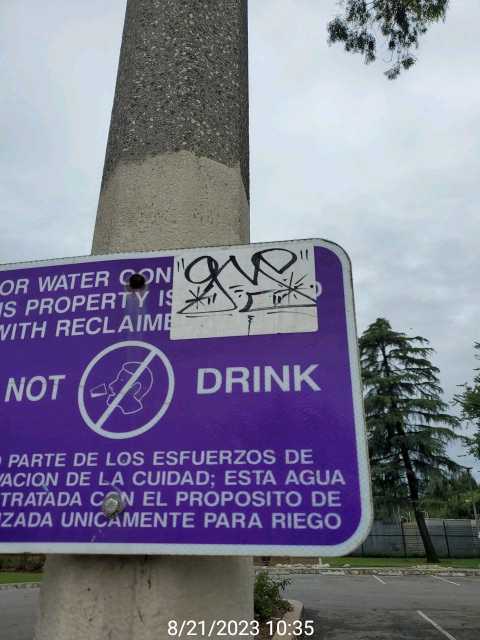 OR WATER CON
IS PROPERTY IS
WITH RECLAIME
NOT DRINK
PARTE DE LOS ESFUERZOS DE
VACION DE LA CUIDAD; ESTA AGUA
TRATADA CON EL PROPOSITO DE
IZADA UNICAMENTE PARA RIEGO
8/21/2023 10:35